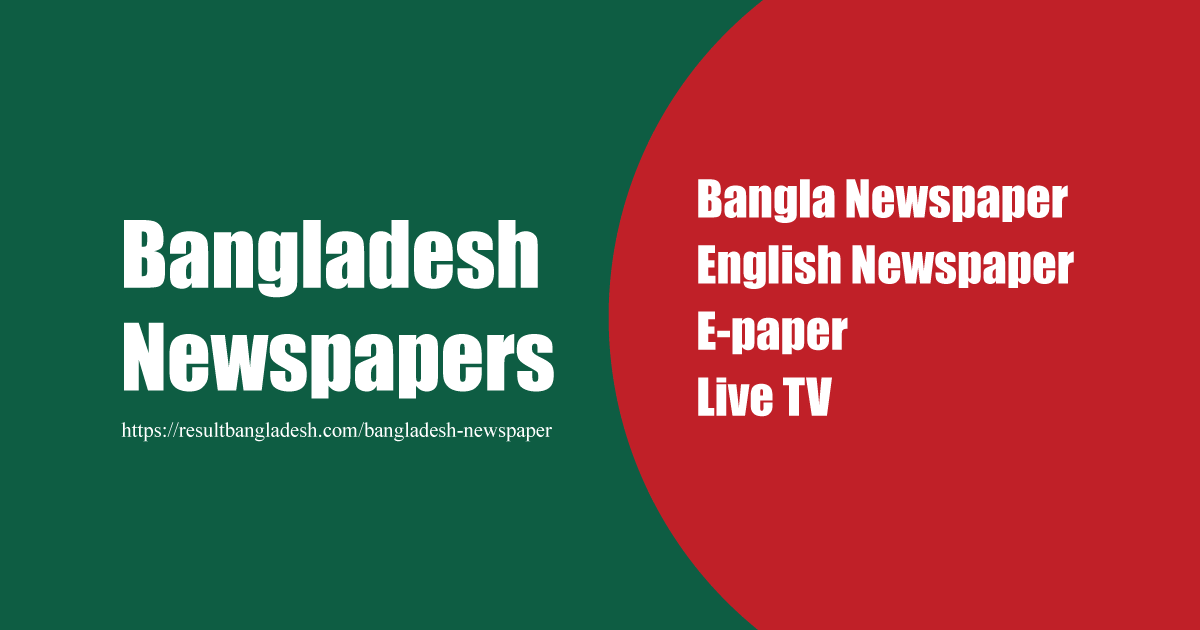 Bangladesh
Newspapers
https://resultbangladesh.com/bangladesh-newspaper
Bangla Newspaper
English Newspaper
E-paper
Live TV